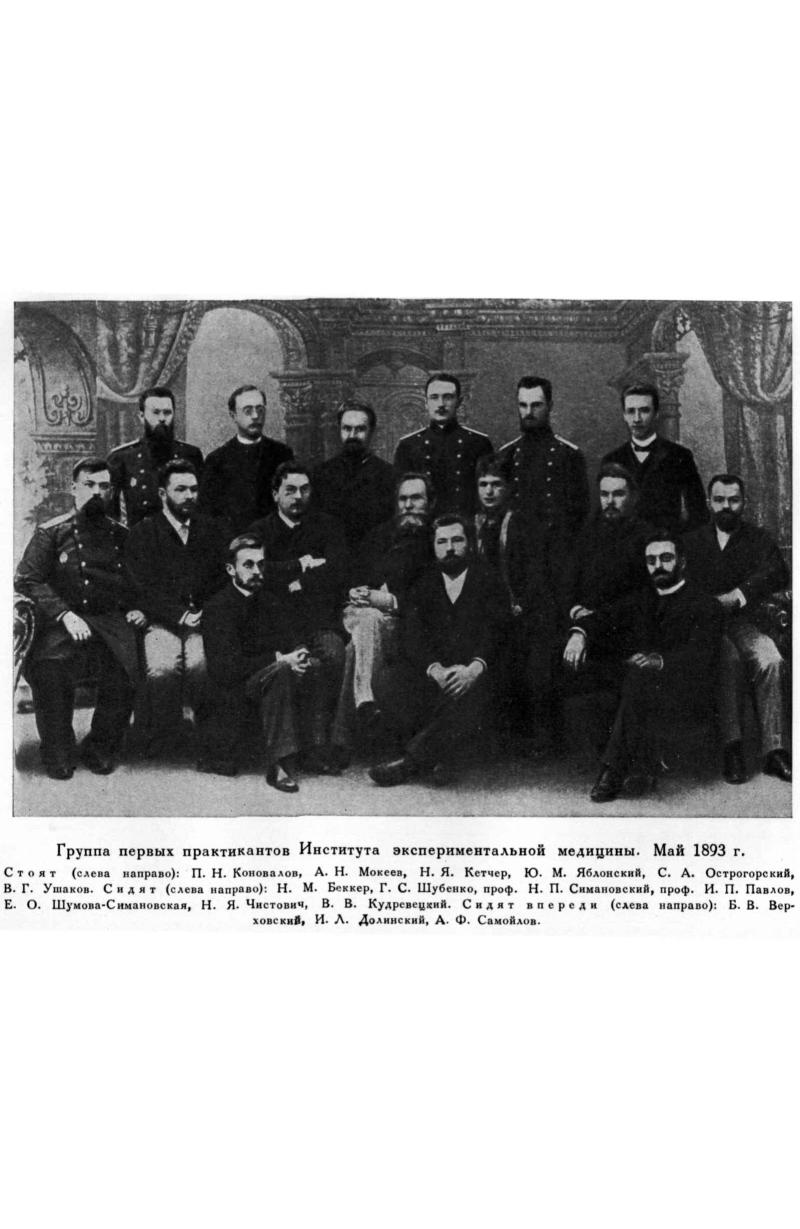 Группа первых практикантов Института экспериментальной медицины. Май 1893 г.
Стоят (слева направо): П. Н. Коновалов, А. Н. Мокеев, Н. Я. Кетчер, Ю. М. Яблонский, С. А. Острогорский,
В. Г. Ушаков. Сидят (слева направо): Н. М. Беккер, Г. С. Шубенко, проф. Н. П. Симановский, проф. И. П. Павлов,
Е. О. Шумова-Симановская, Н. Я. Чистович, В. В. Кудревецкий. Сидят впереди (слева направо): Б. В. Вер-
ховский, И. Л. Долинский, А. Ф. Самойлов.